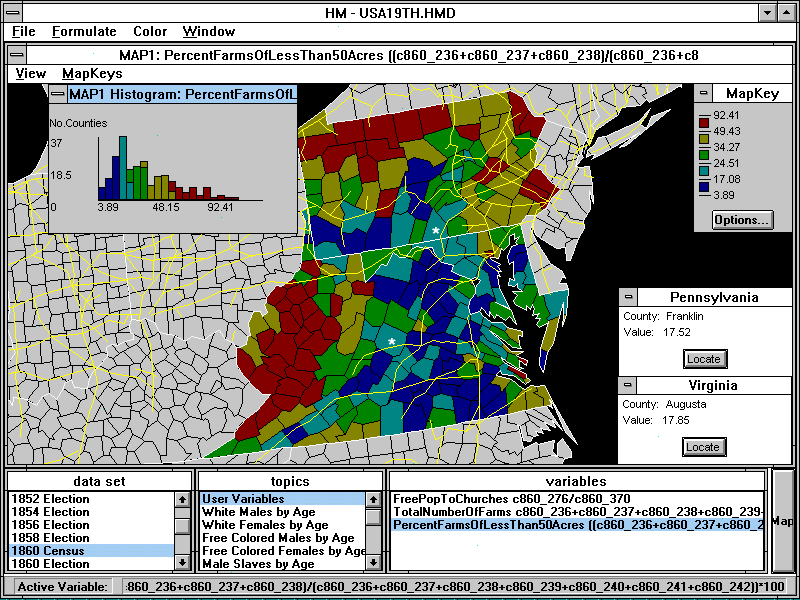 HM - USA19TH.HMD
File Formulate Color Window
MAP1: PercentFarmsOfLessThan50Acres ((c860_236+c860_237+c860_238)/(c860_236+c8
View MapKeys
MAP1 Histogram: PercentFarmsOfL
No.Counties
37
18.5
0
3.89 48.15 92.41
MapKey
92.41
49.43
34.27
24.51
17.08
3.89
Options...
*
*
Pennsylvania
County: Franklin
Value: 17.52
Locate
Virginia
County: Augusta
Value: 17.85
Locate
data set
1852 Election
1854 Election
1856 Election
1858 Election
1860 Census
1860 Election
topics
User Variables
White Males by Age
White Females by Age
Free Colored Males by Age
Free Colored Females by Age
Male Slaves by Age
variables
FreePopToChurches c860_276/c860_370
TotalNumberOfFarms c860_236+c860_237+c860_238+c860_239+
PercentFarmsOfLessThan50Acres ((c860_236+c860_237+c860_2
Map
Active Variable: 860_236+c860_237+c860_238)/(c860_236+c860_237+c860_238+c860_239+c860_240+c860_241+c860_242))*100